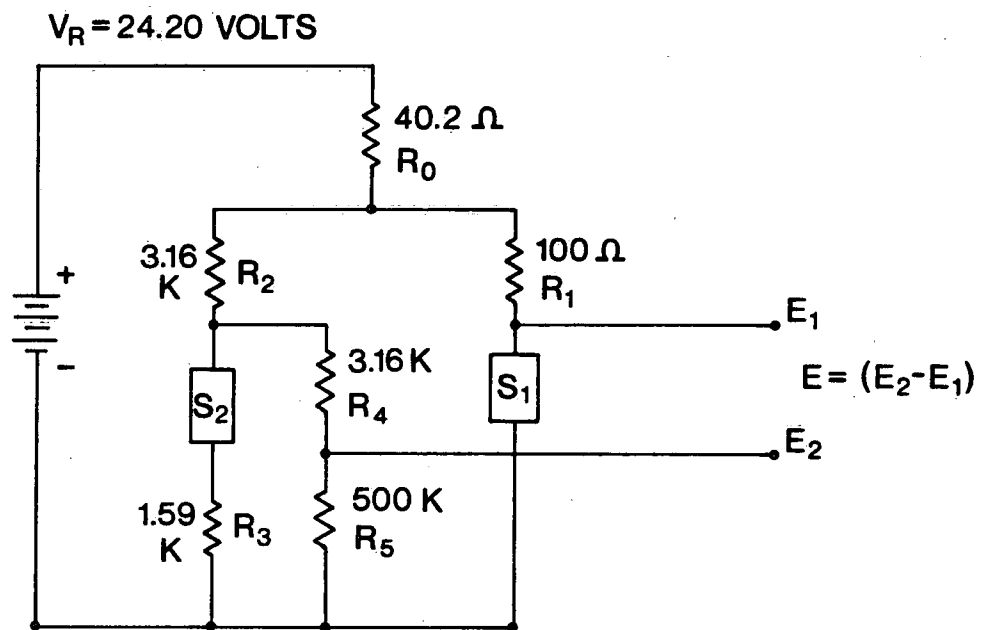 V_R = 24.20 VOLTS
40.2 Ω
R_0
3.16
K
R_2
100 Ω
R_1
+
-
E_1
3.16 K
R_4
S_2
S_1
E = (E_2-E_1)
E_2
1.59
K
R_3
500 K
R_5